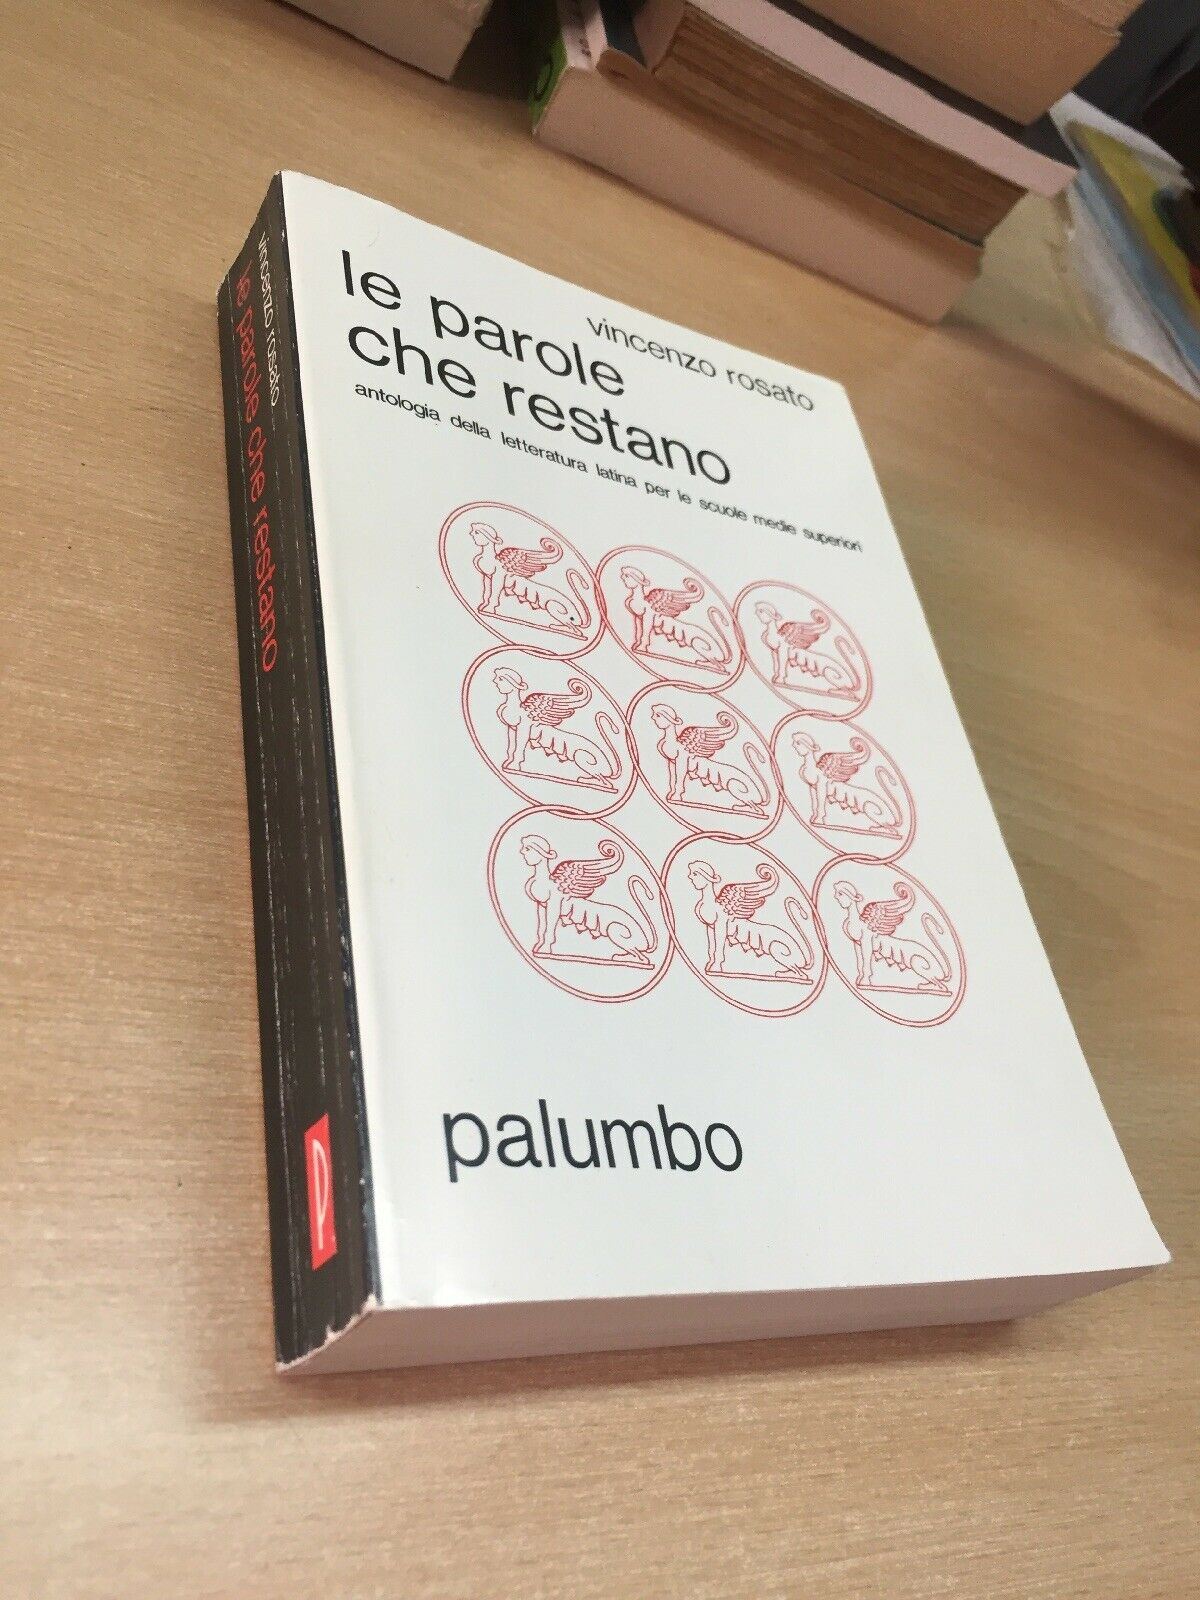 vincenzo rosato
le parole
che restano
antologia della letteratura latina per le scuole medie superiori
palumbo
vincenzo rosato
le parole che restano